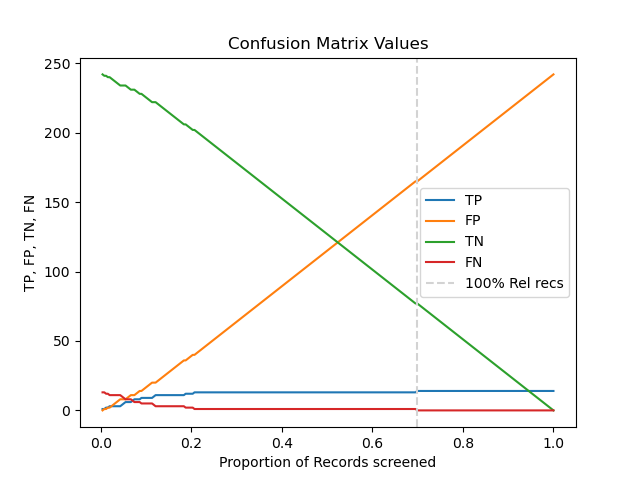 Confusion Matrix Values
TP, FP, TN, FN
250
200
150
100
50
0
0.0 0.2 0.4 0.6 0.8 1.0
Proportion of Records screened
TP
FP
TN
FN
100% Rel recs